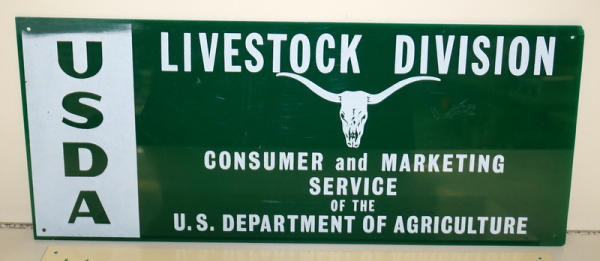 USDA
LIVESTOCK DIVISION
CONSUMER and MARKETING
SERVICE
OF THE
U.S. DEPARTMENT OF AGRICULTURE